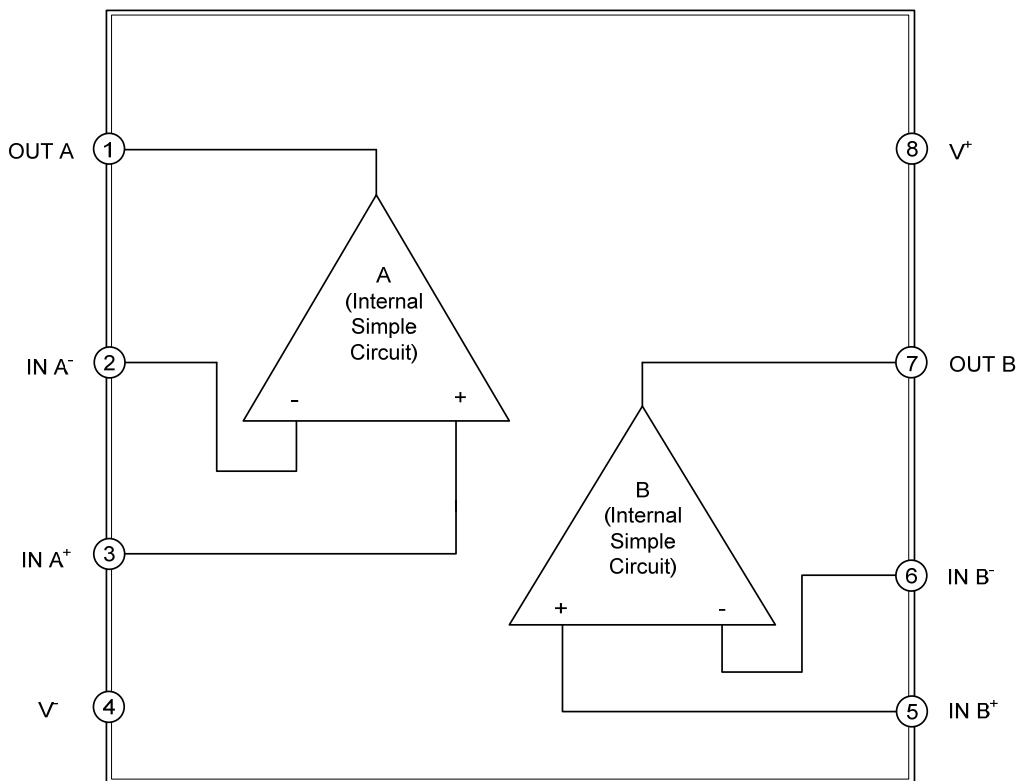 OUT A
1
8
V⁺
A
(Internal
Simple
Circuit)
IN A⁻
2
7
OUT B
-
+
B
(Internal
Simple
Circuit)
IN A⁺
3
6
IN B⁻
+
-
V⁻
4
5
IN B⁺